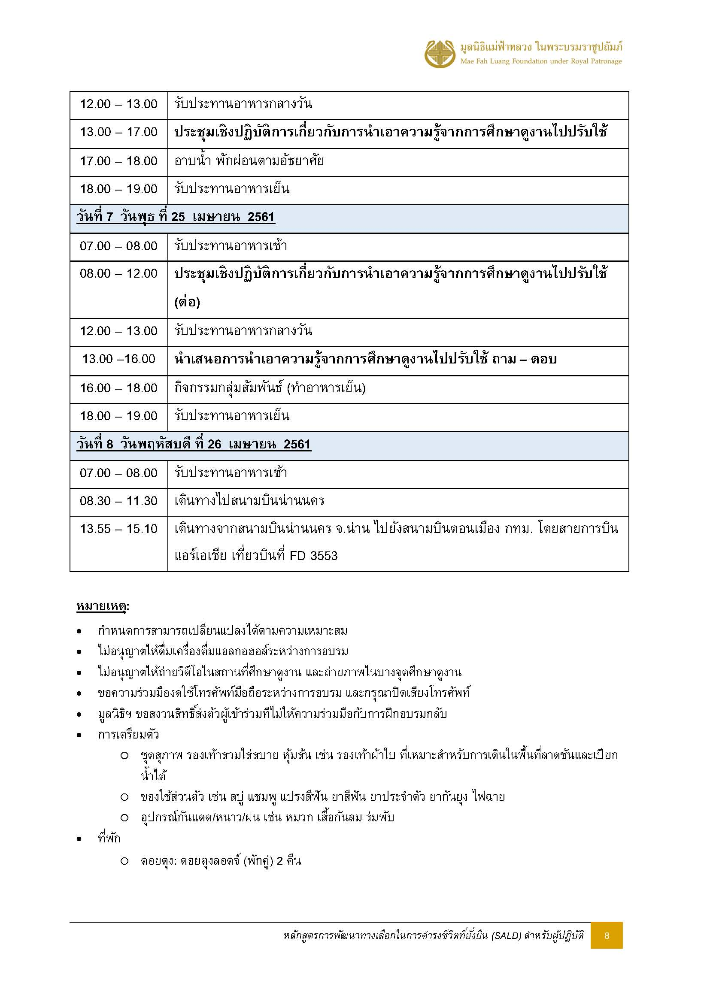 มูลนิธิแม่ฟ้าหลวง ในพระบรมราชูปถัมภ์
Mae Fah Luang Foundation under Royal Patronage
12.00 – 13.00 รับประทานอาหารกลางวัน
13.00 – 17.00 ประชุมเชิงปฏิบัติการเกี่ยวกับการนำเอาความรู้จากการศึกษาดูงานไปปรับใช้
17.00 – 18.00 อาบน้ำ พักผ่อนตามอัธยาศัย
18.00 – 19.00 รับประทานอาหารเย็น
วันที่ 7 วันพุธ ที่ 25 เมษายน 2561
07.00 – 08.00 รับประทานอาหารเช้า
08.00 – 12.00 ประชุมเชิงปฏิบัติการเกี่ยวกับการนำเอาความรู้จากการศึกษาดูงานไปปรับใช้
(ต่อ)
12.00 – 13.00 รับประทานอาหารกลางวัน
13.00 –16.00 นำเสนอการนำเอาความรู้จากการศึกษาดูงานไปปรับใช้ ถาม – ตอบ
16.00 – 18.00 กิจกรรมกลุ่มสัมพันธ์ (ทำอาหารเย็น)
18.00 – 19.00 รับประทานอาหารเย็น
วันที่ 8 วันพฤหัสบดี ที่ 26 เมษายน 2561
07.00 – 08.00 รับประทานอาหารเช้า
08.30 – 11.30 เดินทางไปสนามบินน่านนคร
13.55 – 15.10 เดินทางจากสนามบินน่านนคร จ.น่าน ไปยังสนามบินดอนเมือง กทม. โดยสายการบิน
แอร์เอเชีย เที่ยวบินที่ FD 3553
หมายเหตุ:
• กำหนดการสามารถเปลี่ยนแปลงได้ตามความเหมาะสม
• ไม่อนุญาตให้ดื่มเครื่องดื่มแอลกอฮอล์ระหว่างการอบรม
• ไม่อนุญาตให้ถ่ายวิดีโอในสถานที่ศึกษาดูงาน และถ่ายภาพในบางจุดศึกษาดูงาน
• ขอความร่วมมืองดใช้โทรศัพท์มือถือระหว่างการอบรม และกรุณาปิดเสียงโทรศัพท์
• มูลนิธิฯ ขอสงวนสิทธิ์ส่งตัวผู้เข้าร่วมที่ไม่ให้ความร่วมมือกับการฝึกอบรมกลับ
• การเตรียมตัว
o ชุดสุภาพ รองเท้าสวมใส่สบาย หุ้มส้น เช่น รองเท้าผ้าใบ ที่เหมาะสำหรับการเดินในพื้นที่ลาดชันและเปียก
น้ำได้
o ของใช้ส่วนตัว เช่น สบู่ แชมพู แปรงสีฟัน ยาสีฟัน ยาประจำตัว ยากันยุง ไฟฉาย
o อุปกรณ์กันแดด/หนาว/ฝน เช่น หมวก เสื้อกันลม ร่มพับ
• ที่พัก
o ดอยตุง: ดอยตุงลอดจ์ (พักคู่) 2 คืน
หลักสูตรการพัฒนาทางเลือกในการดำรงชีวิตที่ยั่งยืน (SALD) สำหรับผู้ปฏิบัติ 8